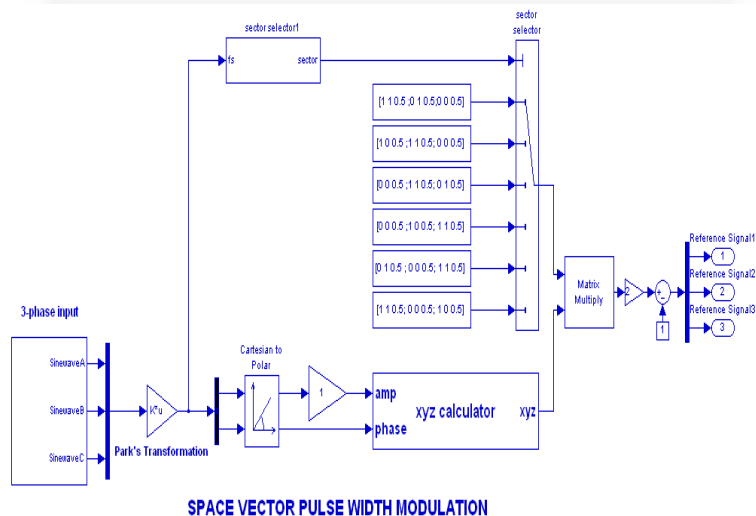 sector selector1
sector
selector
fs
sector
[1 1 0.5 ;0 1 0.5;0 0 0.5]
[1 0 0.5 ;1 1 0.5; 0 0 0.5]
[0 0 0.5 ;1 1 0.5; 0 1 0.5]
[0 0 0.5 ;1 0 0.5; 1 1 0.5]
[0 1 0.5 ; 0 0 0.5; 1 1 0.5]
[1 1 0.5; 0 0 0.5; 1 0 0.5]
Matrix
Multiply
2
1
Reference Signal1
1
Reference Signal2
2
Reference Signal3
3
3-phase input
SinewaveA
SinewaveB
SinewaveC
K*u
Park's Transformation
Cartesian to
Polar
1
amp
phase
xyz calculator
xyz
SPACE VECTOR PULSE WIDTH MODULATION